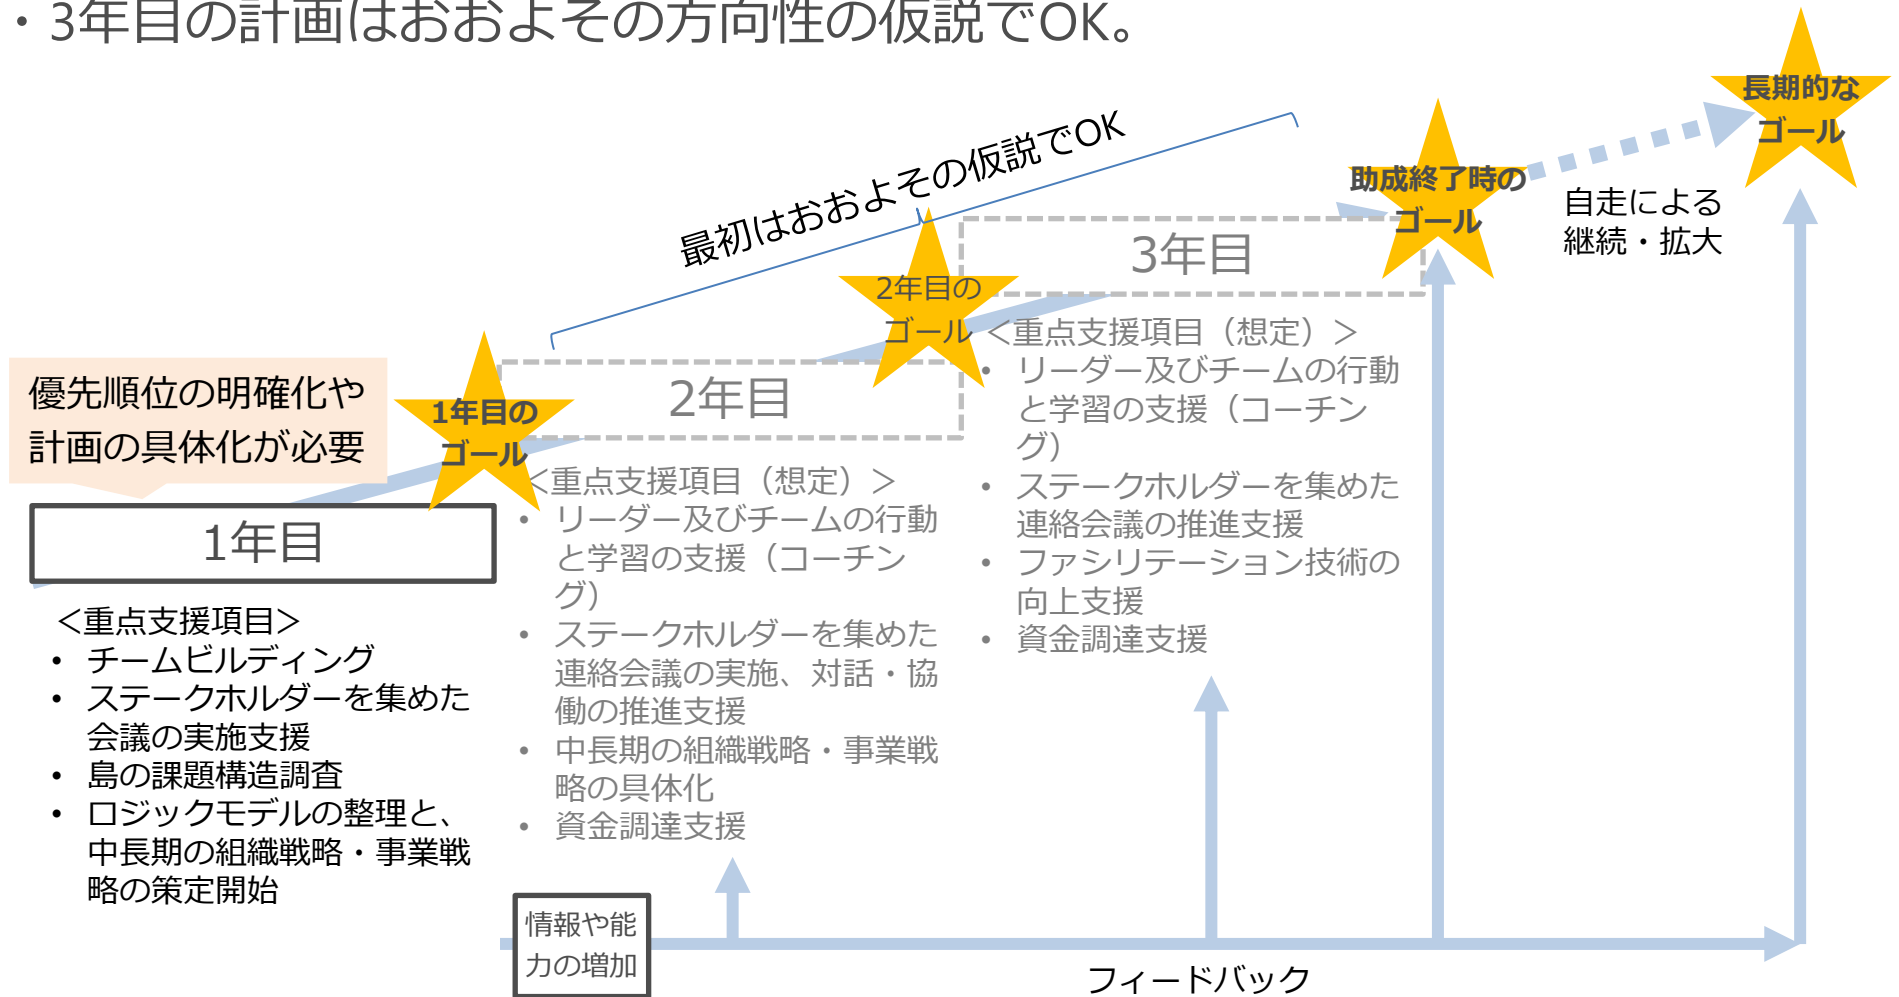 ・3年目の計画はおおよその方向性の仮説でOK。
長期的な
ゴール
最初はおおよその仮説でOK
助成終了時の
ゴール
自走による
継続・拡大
3年目
2年目の
ゴール
<重点支援項目（想定）>
• リーダー及びチームの行動
と学習の支援（コーチン
グ）
• ステークホルダーを集めた
連絡会議の推進支援
• ファシリテーション技術の
向上支援
• 資金調達支援
2年目
1年目の
ゴール
<重点支援項目（想定）>
• リーダー及びチームの行動
と学習の支援（コーチン
グ）
• ステークホルダーを集めた
連絡会議の実施、対話・協
働の推進支援
• 中長期の組織戦略・事業戦
略の具体化
• 資金調達支援
優先順位の明確化や
計画の具体化が必要
1年目
<重点支援項目>
• チームビルディング
• ステークホルダーを集めた
会議の実施支援
• 島の課題構造調査
• ロジックモデルの整理と、
中長期の組織戦略・事業戦
略の策定開始
情報や能
力の増加
フィードバック